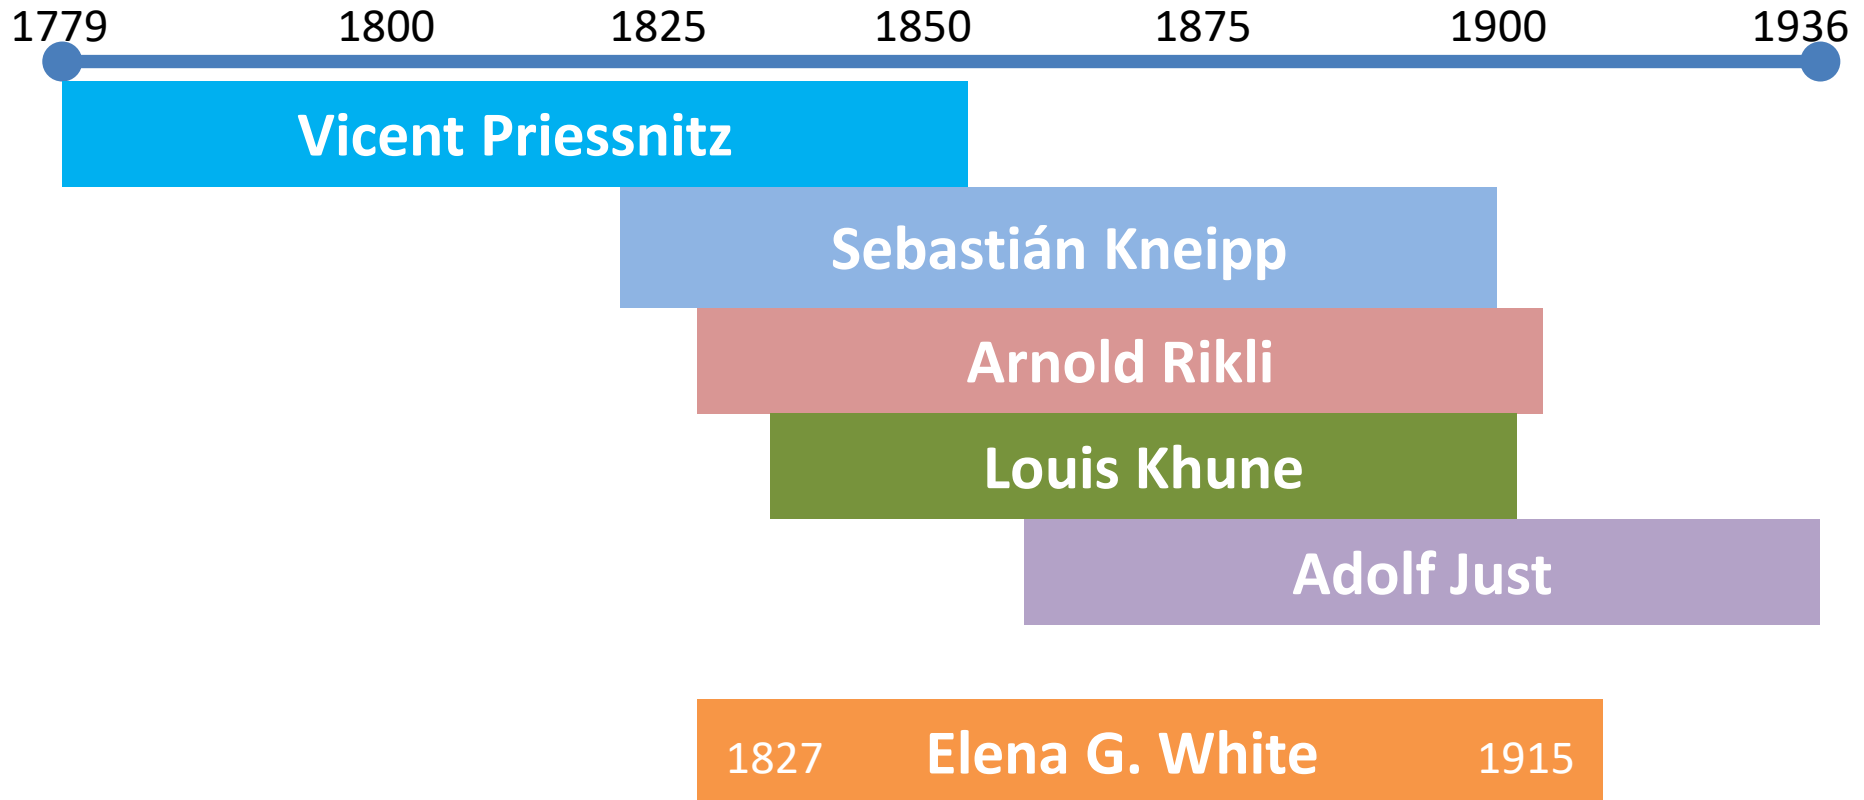 1779 1800 1825 1850 1875 1900 1936
Vicent Priessnitz
Sebastián Kneipp
Arnold Rikli
Louis Khune
Adolf Just
1827 Elena G. White 1915